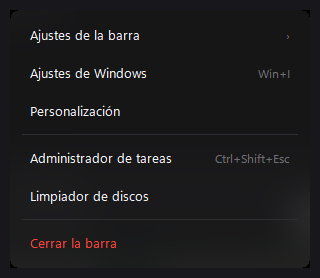 Ajustes de la barra ›
Ajustes de Windows Win+I
Personalización
Administrador de tareas Ctrl+Shift+Esc
Limpiador de discos
Cerrar la barra